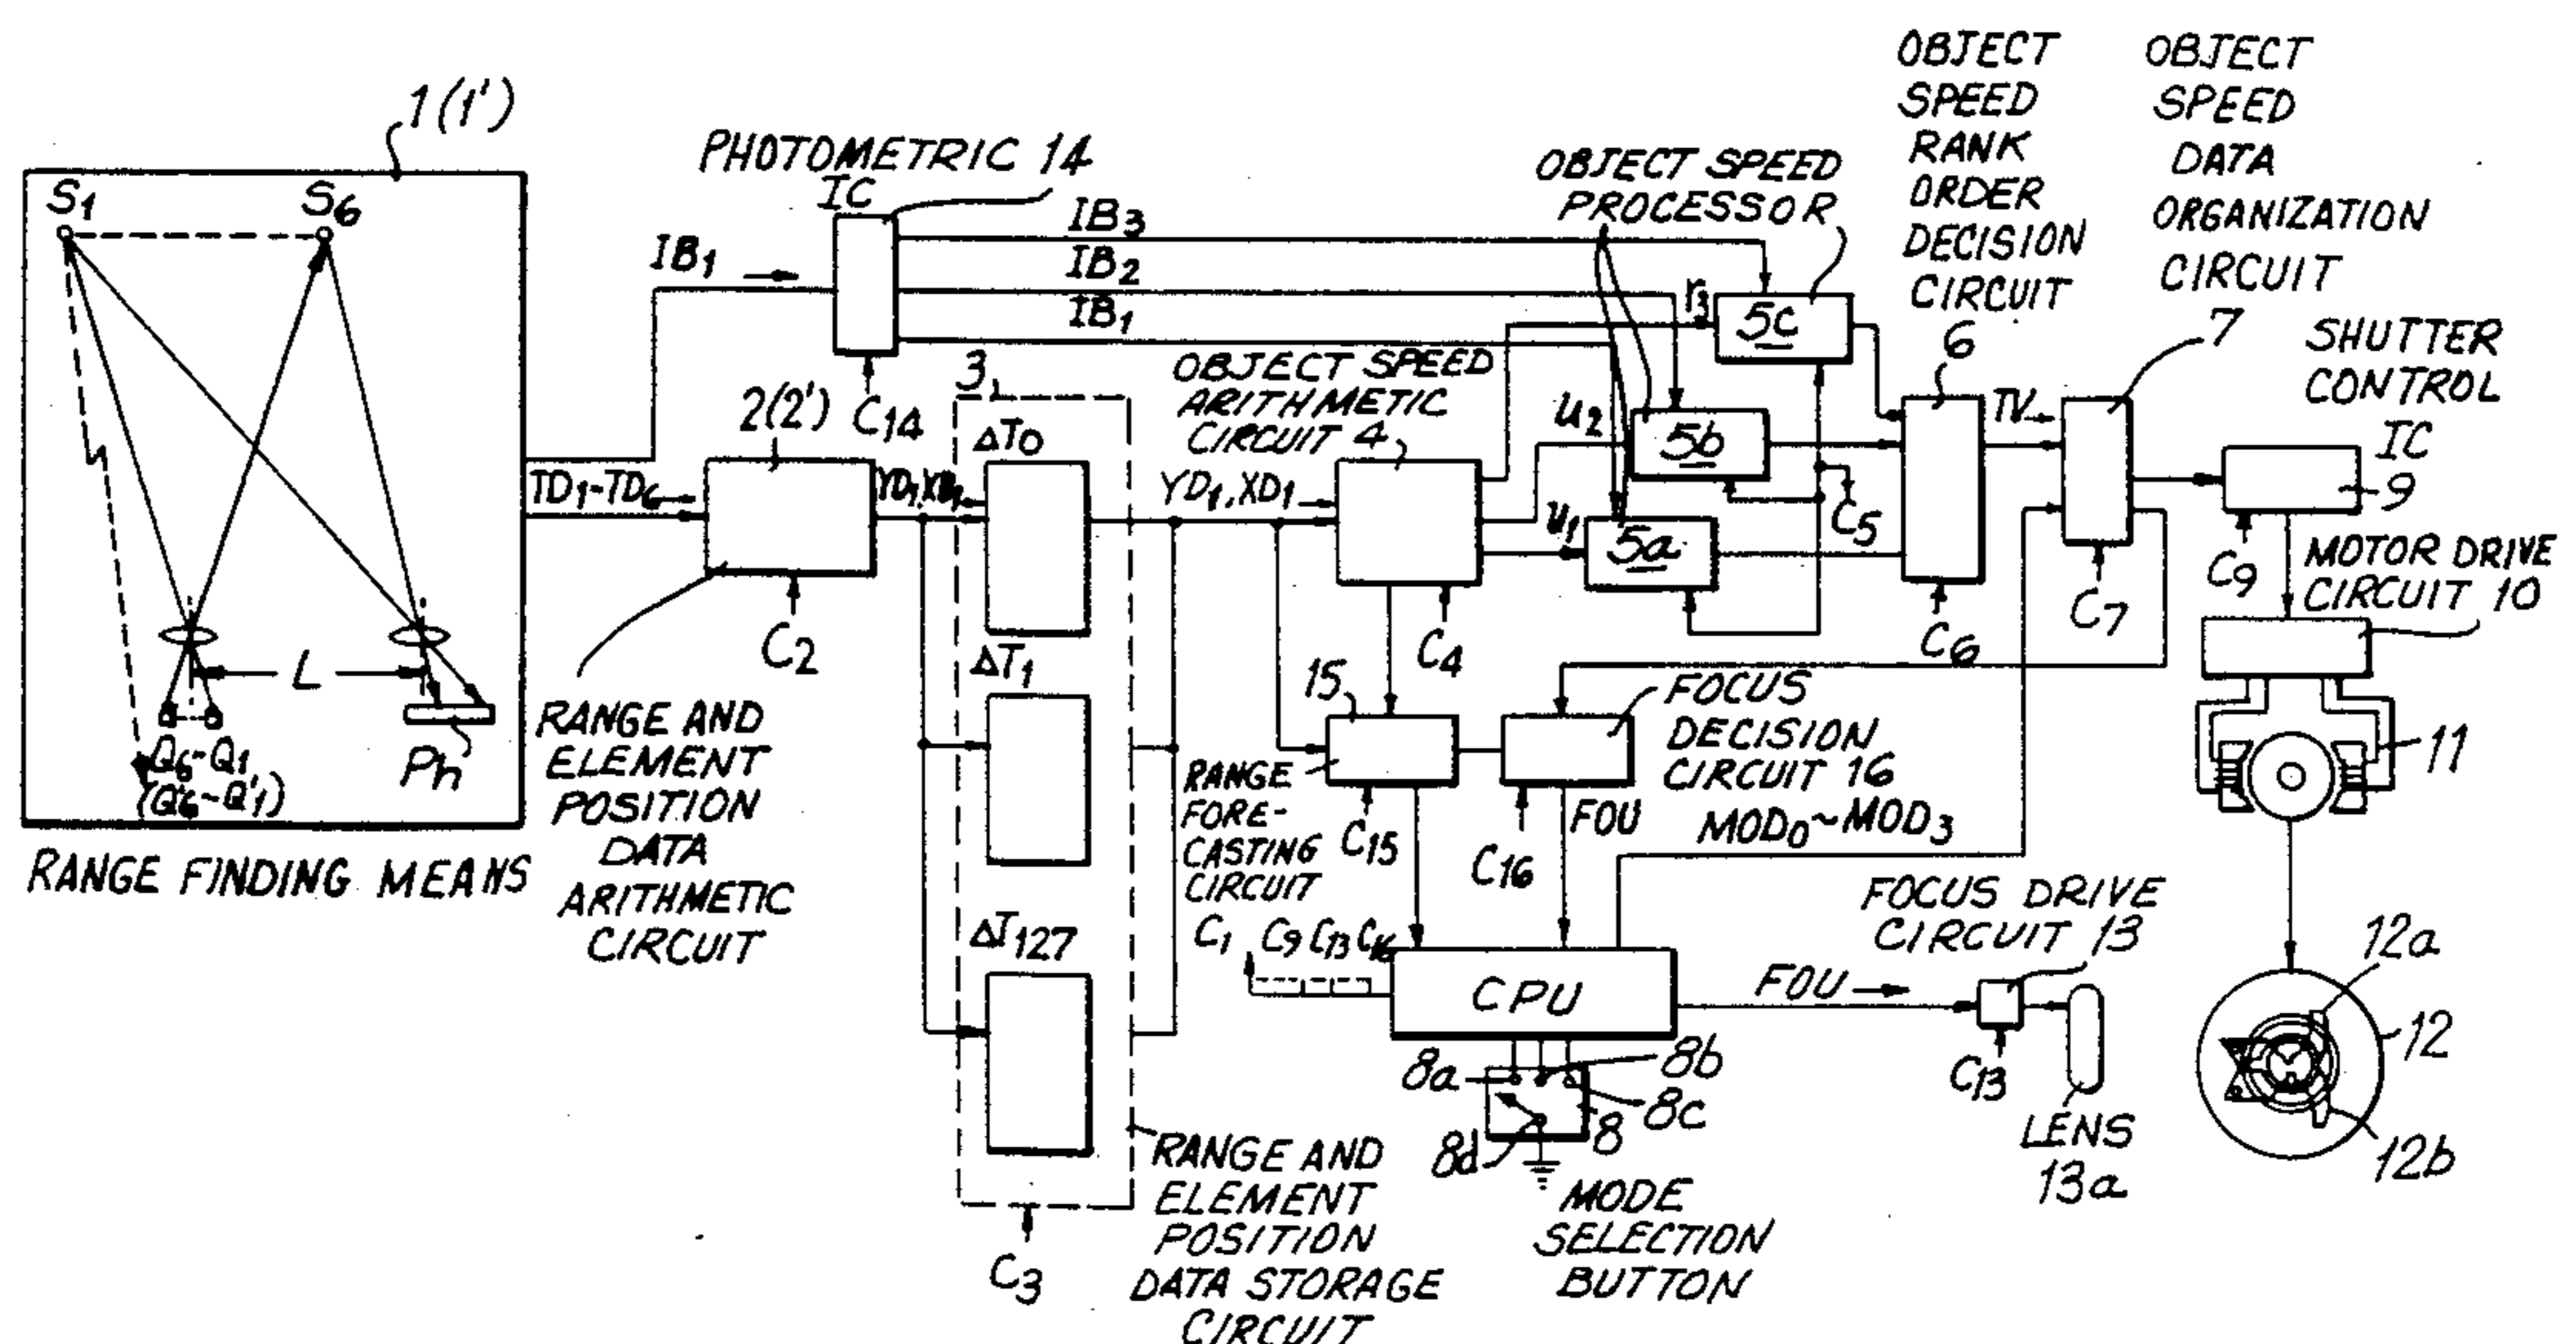 1(1')
S1
S6
L
Q6-Q1
(Q'6~Q'1)
Ph
RANGE FINDING MEANS
PHOTOMETRIC 14
IC
IB1
IB3
IB2
IB1
C14
TD1-TD6
2(2')
C2
RANGE AND
ELEMENT
POSITION
DATA
ARITHMETIC
CIRCUIT
YD1,XD1
3
ΔT0
ΔT1
ΔT127
C3
RANGE AND
ELEMENT
POSITION
DATA STORAGE
CIRCUIT
YD1,XD1
OBJECT SPEED
ARITHMETIC
CIRCUIT 4
C4
OBJECT SPEED
PROCESSOR
r3
5c
u2
5b
u1
5a
C5
OBJECT
SPEED
RANK
ORDER
DECISION
CIRCUIT
6
C6
TV
OBJECT
SPEED
DATA
ORGANIZATION
CIRCUIT
7
C7
SHUTTER
CONTROL
IC
9
C9
MOTOR DRIVE
CIRCUIT 10
11
12a
12
12b
15
RANGE
FORE-
CASTING
CIRCUIT
C15
FOCUS
DECISION
CIRCUIT 16
C16
FOU
MOD0~MOD3
C1 C9 C13 C16
CPU
FOU
FOCUS DRIVE
CIRCUIT 13
C13
LENS
13a
8a
8b
8c
8
8d
MODE
SELECTION
BUTTON